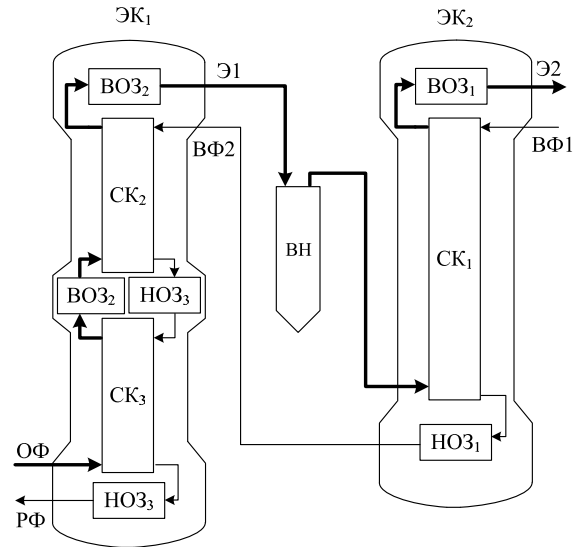 ЭК₁
ЭК₂
ВОЗ₂
Э1
ВОЗ₁
Э2
ВФ2
ВФ1
СК₂
ВН
СК₁
ВОЗ₂
НОЗ₃
СК₃
ОФ
НОЗ₁
НОЗ₃
РФ